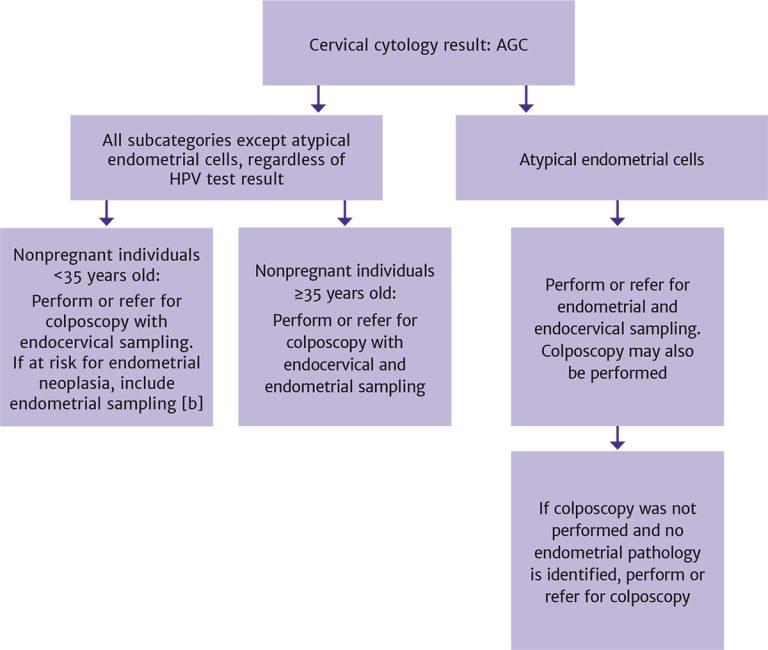 Cervical cytology result: AGC
All subcategories except atypical
endometrial cells, regardless of
HPV test result
Atypical endometrial cells
Nonpregnant individuals
<35 years old:
Perform or refer for
colposcopy with
endocervical sampling.
If at risk for endometrial
neoplasia, include
endometrial sampling [b]
Nonpregnant individuals
≥35 years old:
Perform or refer for
colposcopy with
endocervical and
endometrial sampling
Perform or refer for
endometrial and
endocervical sampling.
Colposcopy may also
be performed
If colposcopy was not
performed and no
endometrial pathology
is identified, perform or
refer for colposcopy